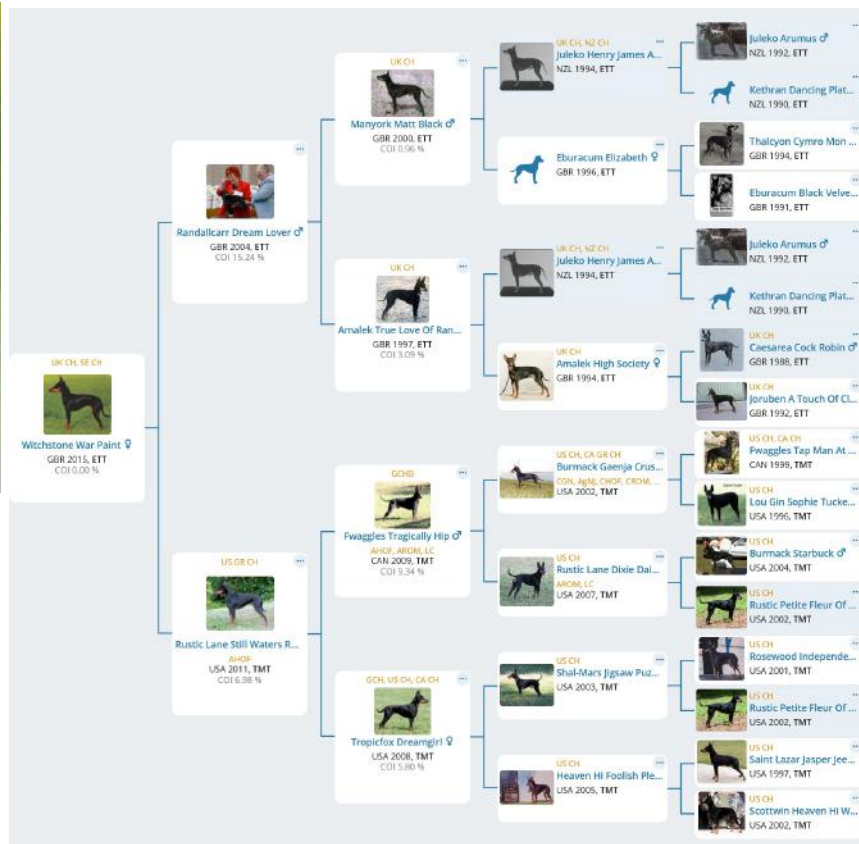 UK CH, SE CH
Witchstone War Paint ♀
GBR 2015, ETT
COI 0.00 %
Randallcarr Dream Lover ♂
GBR 2004, ETT
COI 15.24 %
US GR CH
Rustic Lane Still Waters R...
AHOF
USA 2011, TMT
COI 6.98 %
UK CH
Manyork Matt Black ♂
GBR 2000, ETT
COI 0.96 %
UK CH
Amalek True Love Of Ran...
GBR 1997, ETT
COI 3.09 %
GCHB
Fwaggles Tragically Hip ♂
AHOF, AROM, LC
CAN 2009, TMT
COI 9.34 %
GCH, US CH, CA CH
Tropicfox Dreamgirl ♀
USA 2008, TMT
COI 5.80 %
UK CH, NZ CH
Juleko Henry James A...
NZL 1994, ETT
Eburacum Elizabeth ♀
GBR 1996, ETT
UK CH, NZ CH
Juleko Henry James A...
NZL 1994, ETT
UK CH
Amalek High Society ♀
GBR 1994, ETT
US CH, CA GR CH
Burmack Gaenja Crus...
CGN, AgNJ, CHOF, CROM, ...
USA 2002, TMT
US CH
Rustic Lane Dixie Dai...
AROM, LC
USA 2007, TMT
US CH
Shal-Mars Jigsaw Puz...
USA 2003, TMT
US CH
Heaven Hi Foolish Ple...
USA 2005, TMT
Juleko Arumus ♂
NZL 1992, ETT
Kethran Dancing Plat...
NZL 1990, ETT
Thalcyon Cymro Mon ...
GBR 1994, ETT
Eburacum Black Velve...
GBR 1991, ETT
Juleko Arumus ♂
NZL 1992, ETT
Kethran Dancing Plat...
NZL 1990, ETT
UK CH
Caesarea Cock Robin ♂
GBR 1988, ETT
UK CH
Joruben A Touch Of Cl...
GBR 1992, ETT
US CH, CA CH
Fwaggles Tap Man At ...
CAN 1999, TMT
US CH
Lou Gin Sophie Tucke...
USA 1996, TMT
US CH
Burmack Starbuck ♂
USA 2004, TMT
US CH
Rustic Petite Fleur Of ...
USA 2002, TMT
US CH
Rosewood Independe...
USA 2001, TMT
US CH
Rustic Petite Fleur Of ...
USA 2002, TMT
US CH
Saint Lazar Jasper Jee...
USA 1997, TMT
US CH
Scottwin Heaven Hi W...
USA 2002, TMT